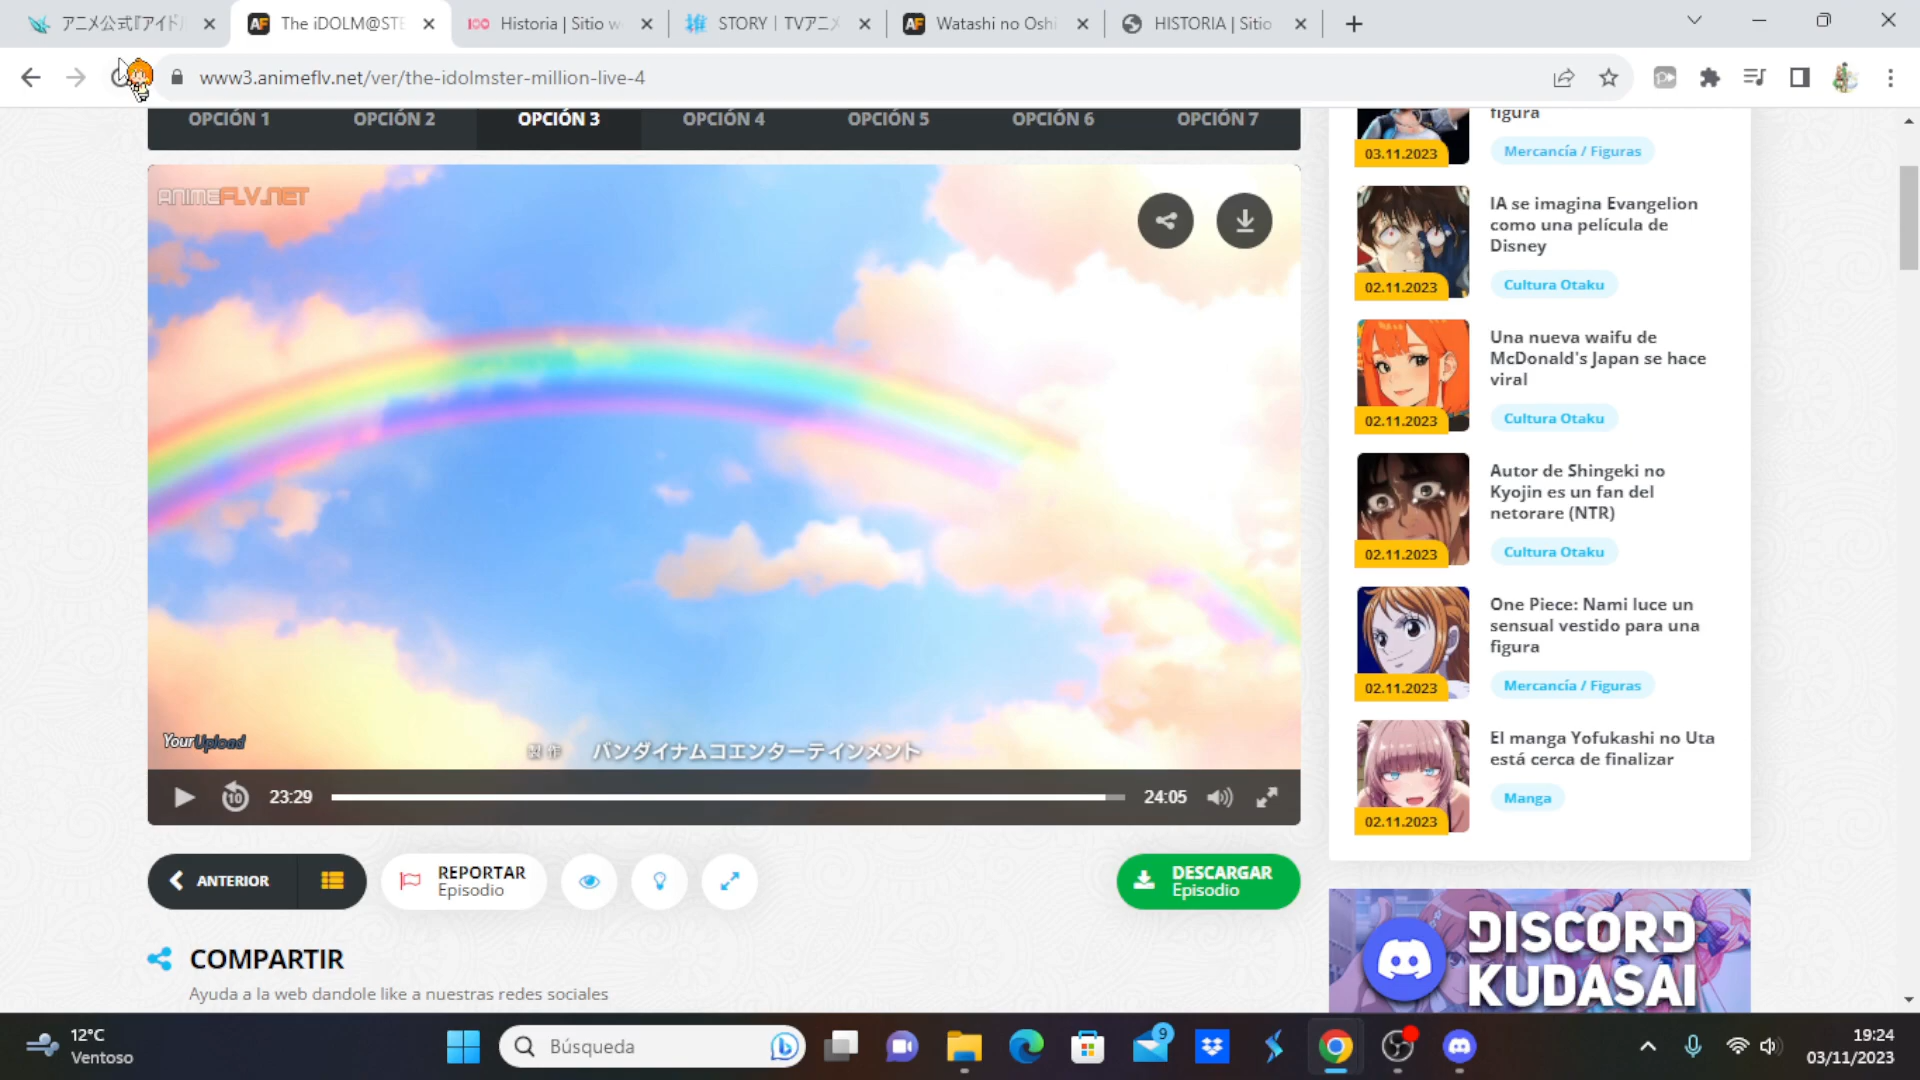 アニメ公式『アイド
The iDOLM@STE
Historia | Sitio w
STORY | TVアニメ
Watashi no Oshi
HISTORIA | Sitio
www3.animeflv.net/ver/the-idolmster-million-live-4
OPCIÓN 1
OPCIÓN 2
OPCIÓN 3
OPCIÓN 4
OPCIÓN 5
OPCIÓN 6
OPCIÓN 7
ANIMEFLV.NET
YourUpload
製作 バンダイナムコエンターテインメント
10
23:29
24:05
ANTERIOR
REPORTAR
Episodio
DESCARGAR
Episodio
COMPARTIR
Ayuda a la web dandole like a nuestras redes sociales
figura
Mercancía / Figuras
03.11.2023
IA se imagina Evangelion
como una película de
Disney
Cultura Otaku
02.11.2023
Una nueva waifu de
McDonald's Japan se hace
viral
Cultura Otaku
02.11.2023
Autor de Shingeki no
Kyojin es un fan del
netorare (NTR)
Cultura Otaku
02.11.2023
One Piece: Nami luce un
sensual vestido para una
figura
Mercancía / Figuras
02.11.2023
El manga Yofukashi no Uta
está cerca de finalizar
Manga
02.11.2023
DISCORD
KUDASAI
12°C
Ventoso
Búsqueda
9
19:24
03/11/2023